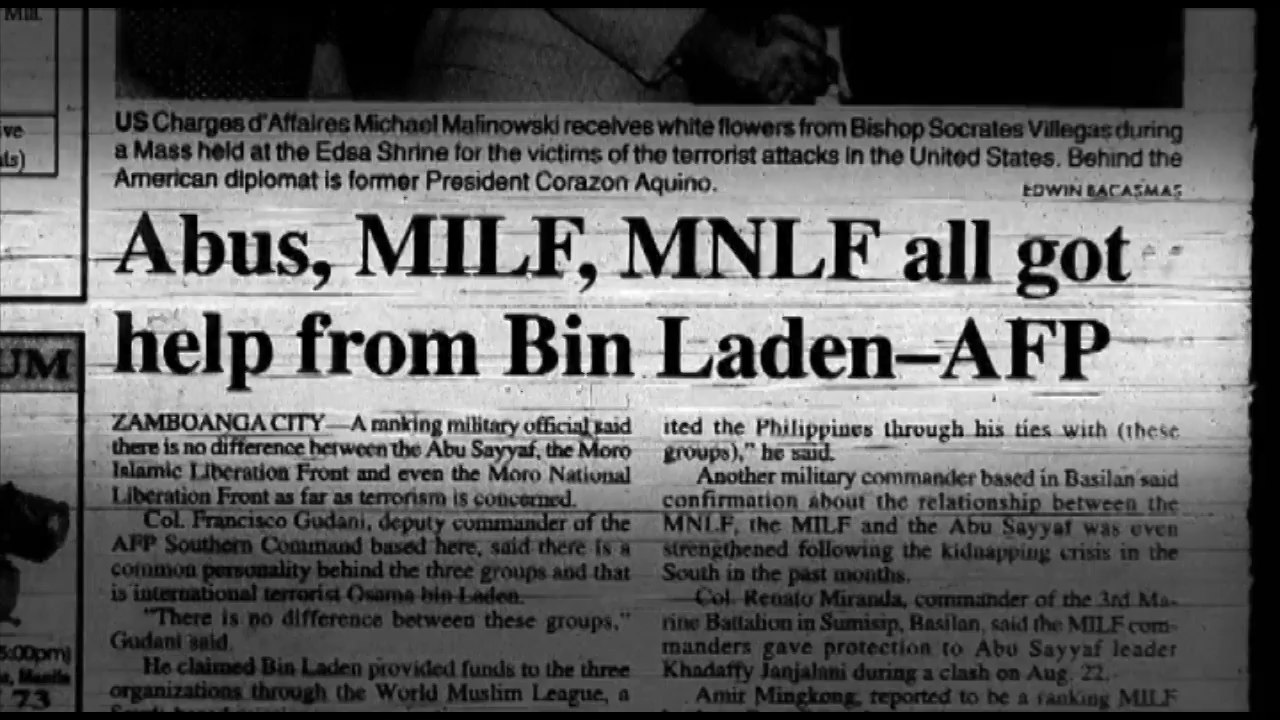 Mill.
ve
ls)
US Charges d'Affaires Michael Malinowski receives white flowers from Bishop Socrates Villegas during
a Mass held at the Edsa Shrine for the victims of the terrorist attacks in the United States. Behind the
American diplomat is former President Corazon Aquino.
EDWIN BACASMAS
Abus, MILF, MNLF all got
help from Bin Laden–AFP
UM
5:00pm)
Manila
73
ZAMBOANGA CITY—A ranking military official said
there is no difference between the Abu Sayyaf, the Moro
Islamic Liberation Front and even the Moro National
Liberation Front as far as terrorism is concerned.
Col. Francisco Gudani, deputy commander of the
AFP Southern Command based here, said there is a
common personality behind the three groups and that
is international terrorist Osama bin Laden.
"There is no difference between these groups,"
Gudani said.
He claimed Bin Laden provided funds to the three
organizations through the World Muslim League, a
ited the Philippines through his ties with (these
groups)," he said.
Another military commander based in Basilan said
confirmation about the relationship between the
MNLF, the MILF and the Abu Sayyaf was even
strengthened following the kidnapping crisis in the
South in the past months.
Col. Renato Miranda, commander of the 3rd Ma-
rine Battalion in Sumisip, Basilan, said the MILF com-
manders gave protection to Abu Sayyaf leader
Khadaffy Janjalani during a clash on Aug. 22.
Amir Mingkong, reported to be a ranking MILF